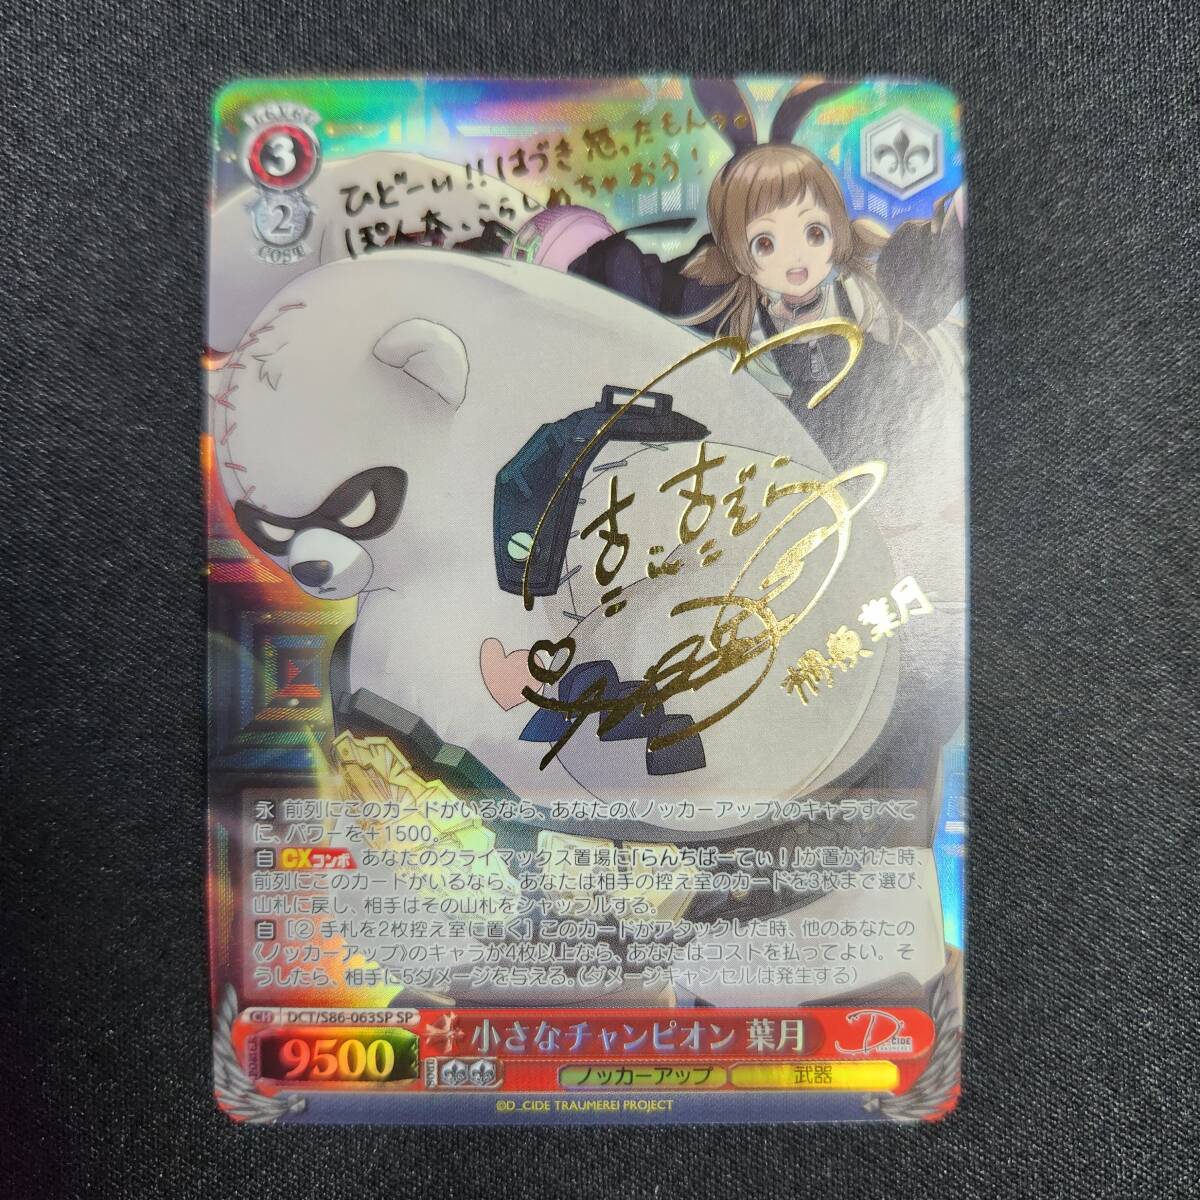 LEVEL
3
2
COST
ひどーい!!はづき怒ったもん…。
ぽんた、こらしめちゃおう!
葉月
永 前列にこのカードがいるなら、あなたの《ノッカーアップ》のキャラすべて
に、パワーを+1500。
自 CXコンボ あなたのクライマックス置場に「らんちぱーてぃ!」が置かれた時、
前列にこのカードがいるなら、あなたは相手の控え室のカードを3枚まで選び、
山札に戻し、相手はその山札をシャッフルする。
自 [② 手札を2枚控え室に置く] このカードがアタックした時、他のあなたの
《ノッカーアップ》のキャラが4枚以上なら、あなたはコストを払ってよい。そ
うしたら、相手に5ダメージを与える。(ダメージキャンセルは発生する)
CH DCT/S86-063SP SP
POWER 9500 小さなチャンピオン 葉月 D_CIDE TRAUMEREI
SOUL ノッカーアップ 武器
©D_CIDE TRAUMEREI PROJECT